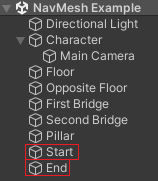 NavMesh Example
Directional Light
Character
Main Camera
Floor
Opposite Floor
First Bridge
Second Bridge
Pillar
Start
End